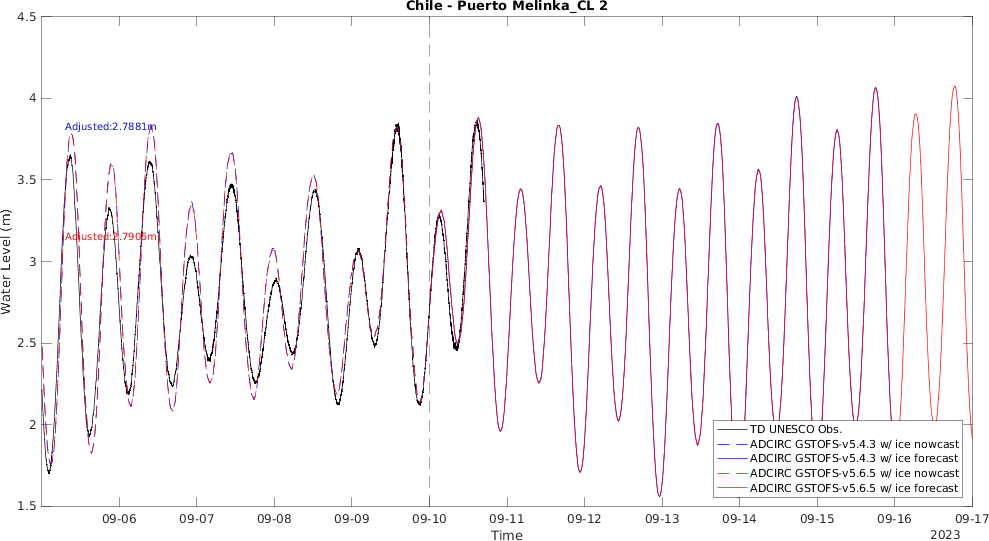 Chile - Puerto Melinka_CL 2
4.5
4
3.5
3
2.5
2
1.5
Water Level (m)
Adjusted:2.7881m
Adjusted:2.7905m
TD UNESCO Obs.
ADCIRC GSTOFS-v5.4.3 w/ ice nowcast
ADCIRC GSTOFS-v5.4.3 w/ ice forecast
ADCIRC GSTOFS-v5.6.5 w/ ice nowcast
ADCIRC GSTOFS-v5.6.5 w/ ice forecast
09-06 09-07 09-08 09-09 09-10 09-11 09-12 09-13 09-14 09-15 09-16 09-17
Time
2023